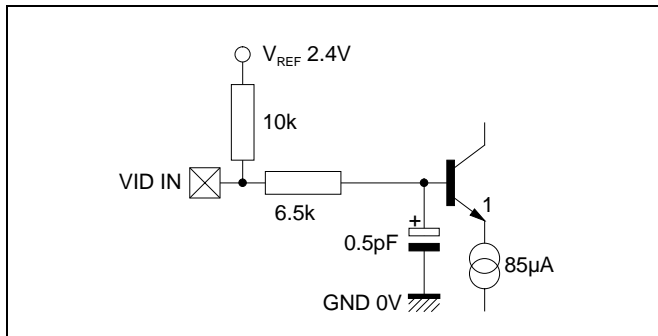 VREF 2.4V
10k
VID IN
6.5k
1
+
0.5pF
85µA
GND 0V